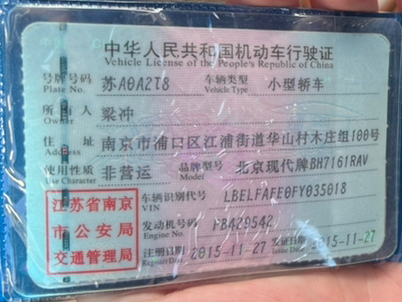 中华人民共和国机动车行驶证
Vehicle License of the People's Republic of China
号牌号码 苏A0A2T8 车辆类型 小型轿车
Plate No. Vehicle Type
所有人 梁冲
Owner
住址 南京市浦口区江浦街道华山村木庄组100号
Address
使用性质 非营运 品牌型号 北京现代牌BH7161RAV
Use Character Model
江苏省南京 车辆识别代号 LBELFAFE0FY035018
VIN
市公安局 发动机号码 FB429542
Engine No.
交通管理局 注册日期 2015-11-27 发证日期 2015-11-27
Register Date Issue Date